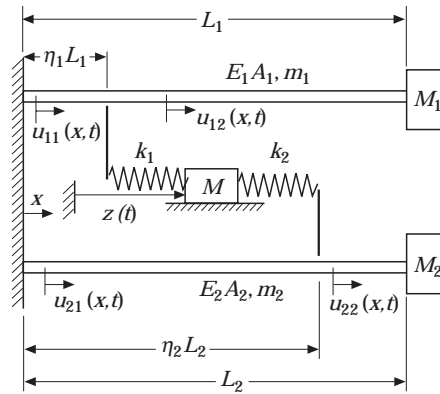 L₁
η₁L₁
E₁A₁, m₁
M₁
u₁₁(x,t)
u₁₂(x,t)
k₁
k₂
M
x
z(t)
M₂
u₂₁(x,t)
E₂A₂, m₂
u₂₂(x,t)
η₂L₂
L₂